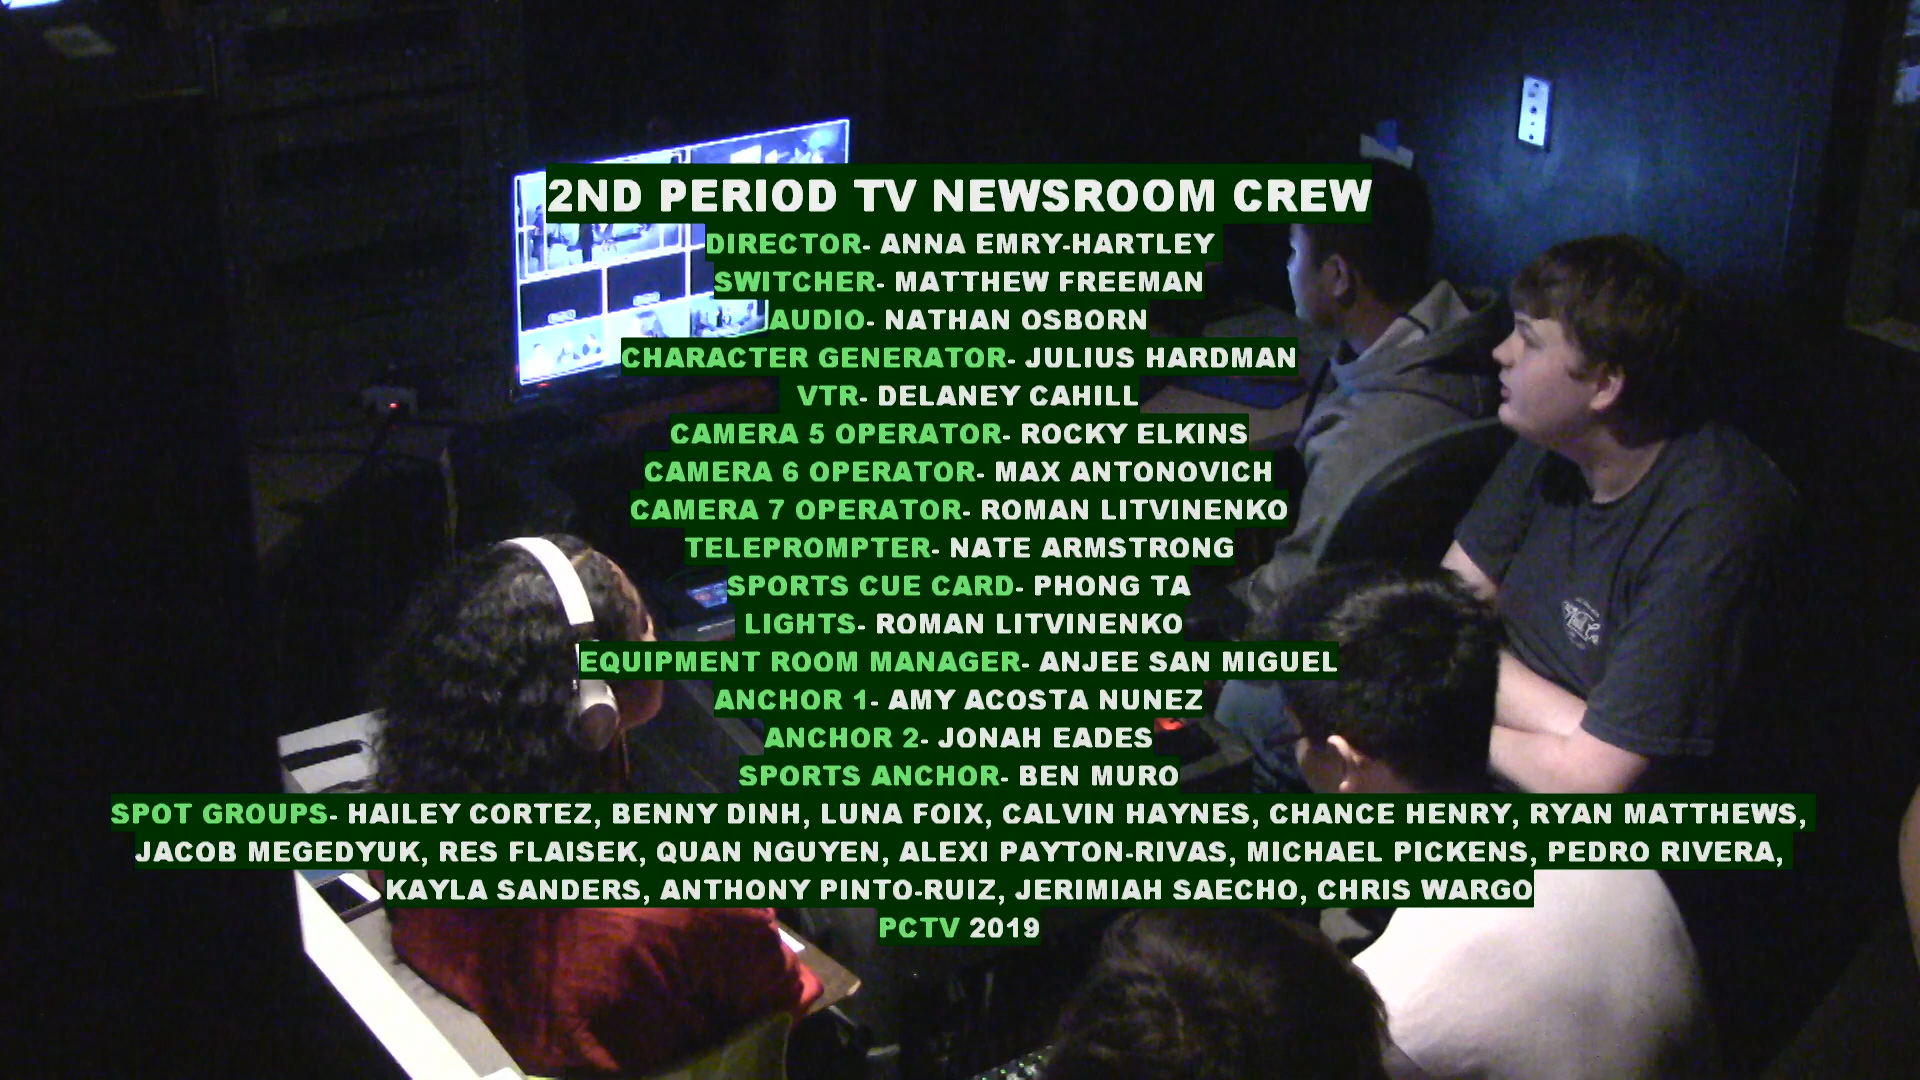 2ND PERIOD TV NEWSROOM CREW
DIRECTOR- ANNA EMRY-HARTLEY
SWITCHER- MATTHEW FREEMAN
AUDIO- NATHAN OSBORN
CHARACTER GENERATOR- JULIUS HARDMAN
VTR- DELANEY CAHILL
CAMERA 5 OPERATOR- ROCKY ELKINS
CAMERA 6 OPERATOR- MAX ANTONOVICH
CAMERA 7 OPERATOR- ROMAN LITVINENKO
TELEPROMPTER- NATE ARMSTRONG
SPORTS CUE CARD- PHONG TA
LIGHTS- ROMAN LITVINENKO
EQUIPMENT ROOM MANAGER- ANJEE SAN MIGUEL
ANCHOR 1- AMY ACOSTA NUNEZ
ANCHOR 2- JONAH EADES
SPORTS ANCHOR- BEN MURO
SPOT GROUPS- HAILEY CORTEZ, BENNY DINH, LUNA FOIX, CALVIN HAYNES, CHANCE HENRY, RYAN MATTHEWS,
JACOB MEGEDYUK, RES FLAISEK, QUAN NGUYEN, ALEXI PAYTON-RIVAS, MICHAEL PICKENS, PEDRO RIVERA,
KAYLA SANDERS, ANTHONY PINTO-RUIZ, JERIMIAH SAECHO, CHRIS WARGO
PCTV 2019